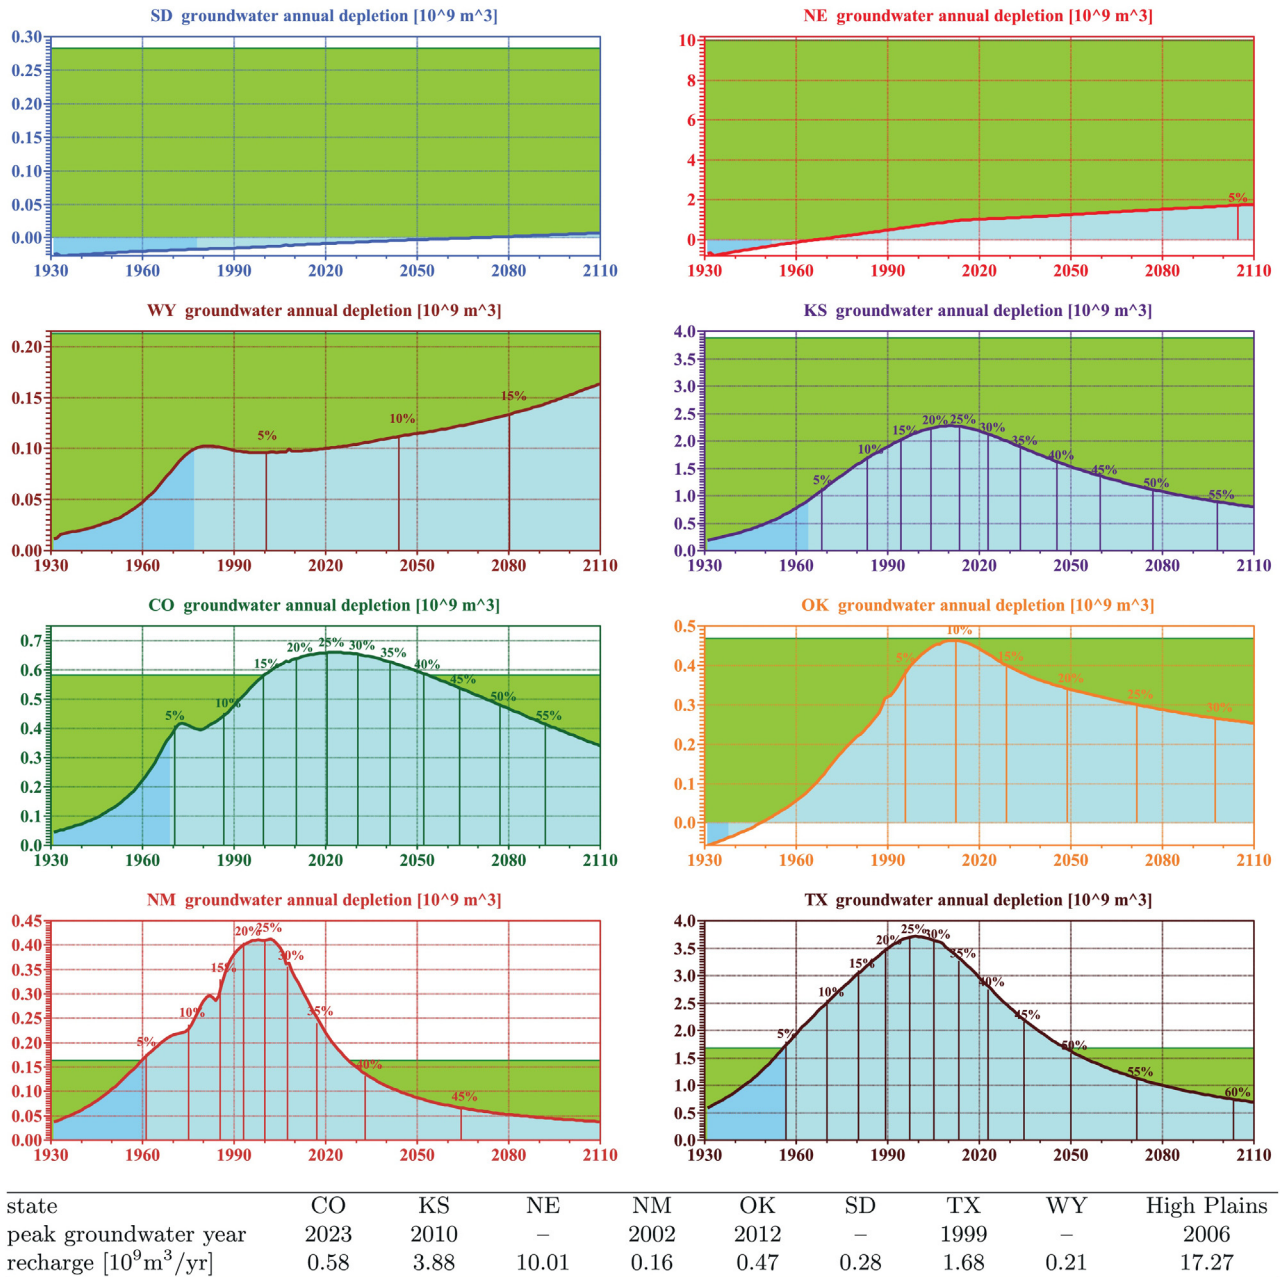 SD groundwater annual depletion [10^9 m^3]
0.30
0.25
0.20
0.15
0.10
0.05
0.00
1930 1960 1990 2020 2050 2080 2110
NE groundwater annual depletion [10^9 m^3]
10
8
6
4
2
0
5%
1930 1960 1990 2020 2050 2080 2110
WY groundwater annual depletion [10^9 m^3]
0.20
0.15
0.10
0.05
0.00
5% 10% 15%
1930 1960 1990 2020 2050 2080 2110
KS groundwater annual depletion [10^9 m^3]
4.0
3.5
3.0
2.5
2.0
1.5
1.0
0.5
0.0
5% 10% 15% 20% 25% 30% 35% 40% 45% 50% 55%
1930 1960 1990 2020 2050 2080 2110
CO groundwater annual depletion [10^9 m^3]
0.7
0.6
0.5
0.4
0.3
0.2
0.1
0.0
5% 10% 15% 20% 25% 30% 35% 40% 45% 50% 55%
1930 1960 1990 2020 2050 2080 2110
OK groundwater annual depletion [10^9 m^3]
0.5
0.4
0.3
0.2
0.1
0.0
5% 10% 15% 20% 25% 30%
1930 1960 1990 2020 2050 2080 2110
NM groundwater annual depletion [10^9 m^3]
0.45
0.40
0.35
0.30
0.25
0.20
0.15
0.10
0.05
0.00
5% 10% 15% 20% 25% 30% 35% 40% 45%
1930 1960 1990 2020 2050 2080 2110
TX groundwater annual depletion [10^9 m^3]
4.0
3.5
3.0
2.5
2.0
1.5
1.0
0.5
0.0
5% 10% 15% 20% 25% 30% 35% 40% 45% 50% 55% 60%
1930 1960 1990 2020 2050 2080 2110
state CO KS NE NM OK SD TX WY High Plains
peak groundwater year 2023 2010 – 2002 2012 – 1999 – 2006
recharge [10⁹m³/yr] 0.58 3.88 10.01 0.16 0.47 0.28 1.68 0.21 17.27